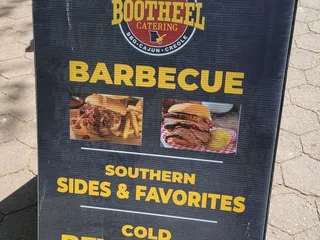 BOOTHEEL
CATERING
BBQ • CAJUN • CREOLE
BARBECUE
SOUTHERN
SIDES & FAVORITES
COLD